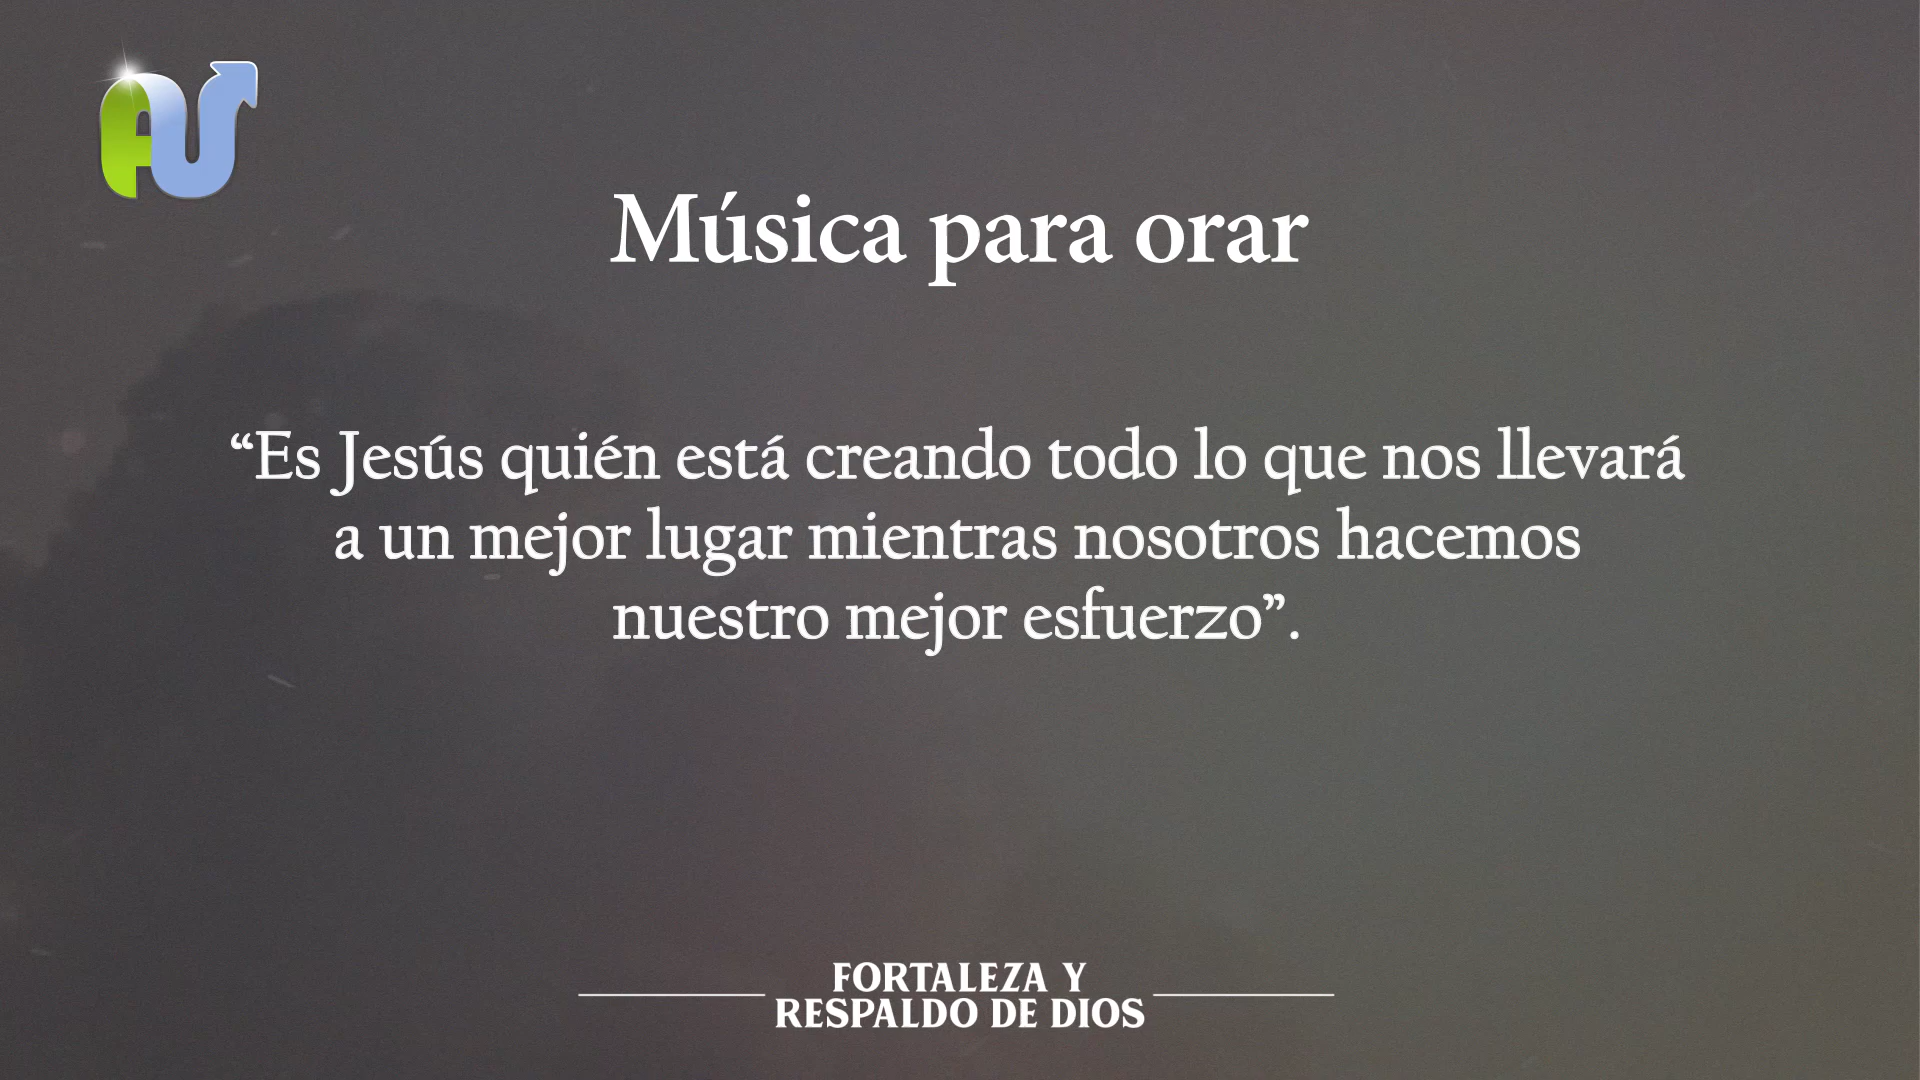 AU
Música para orar
“Es Jesús quién está creando todo lo que nos llevará
a un mejor lugar mientras nosotros hacemos
nuestro mejor esfuerzo”.
FORTALEZA Y
RESPALDO DE DIOS